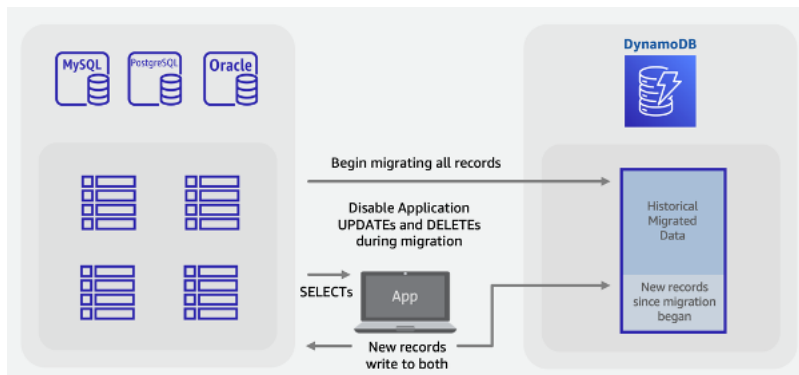 MySQL
PostgreSQL
Oracle
DynamoDB
Begin migrating all records
Disable Application
UPDATEs and DELETEs
during migration
SELECTs
App
New records
write to both
Historical
Migrated
Data
New records
since migration
began